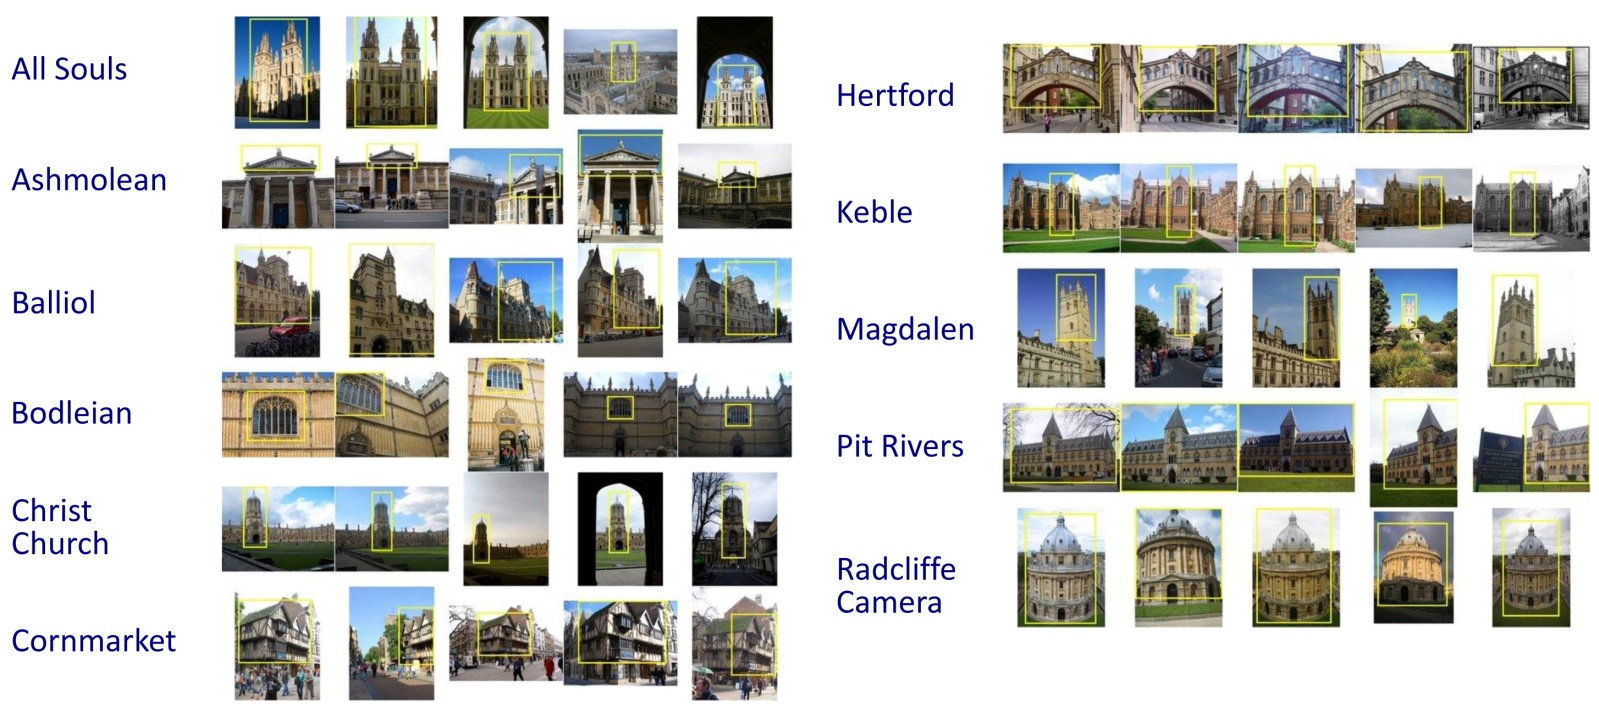 All Souls
Ashmolean
Balliol
Bodleian
Christ
Church
Cornmarket
Hertford
Keble
Magdalen
Pit Rivers
Radcliffe
Camera